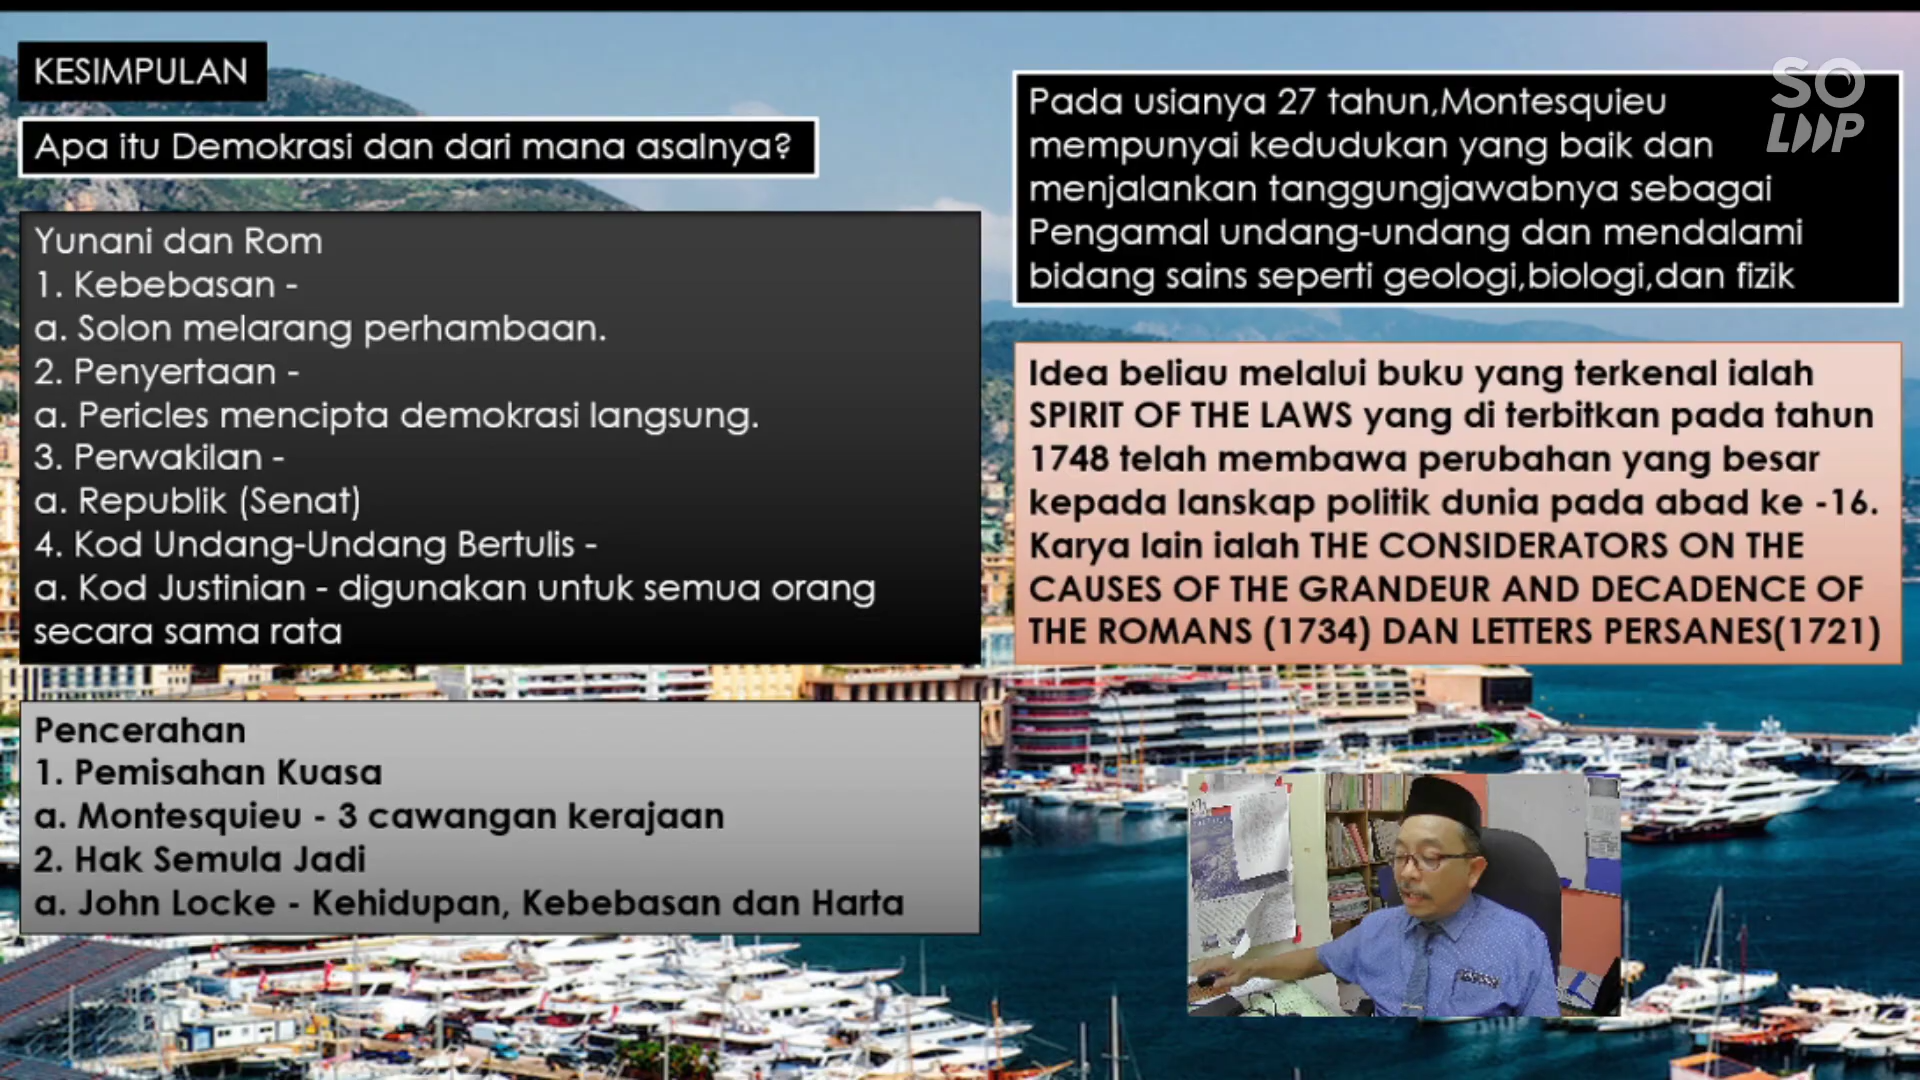 KESIMPULAN
Apa itu Demokrasi dan dari mana asalnya?
Yunani dan Rom
1. Kebebasan -
a. Solon melarang perhambaan.
2. Penyertaan -
a. Pericles mencipta demokrasi langsung.
3. Perwakilan -
a. Republik (Senat)
4. Kod Undang-Undang Bertulis -
a. Kod Justinian - digunakan untuk semua orang
secara sama rata
Pencerahan
1. Pemisahan Kuasa
a. Montesquieu - 3 cawangan kerajaan
2. Hak Semula Jadi
a. John Locke - Kehidupan, Kebebasan dan Harta
SO
LOOP
Pada usianya 27 tahun,Montesquieu
mempunyai kedudukan yang baik dan
menjalankan tanggungjawabnya sebagai
Pengamal undang-undang dan mendalami
bidang sains seperti geologi,biologi,dan fizik
Idea beliau melalui buku yang terkenal ialah
SPIRIT OF THE LAWS yang di terbitkan pada tahun
1748 telah membawa perubahan yang besar
kepada lanskap politik dunia pada abad ke -16.
Karya lain ialah THE CONSIDERATORS ON THE
CAUSES OF THE GRANDEUR AND DECADENCE OF
THE ROMANS (1734) DAN LETTERS PERSANES(1721)